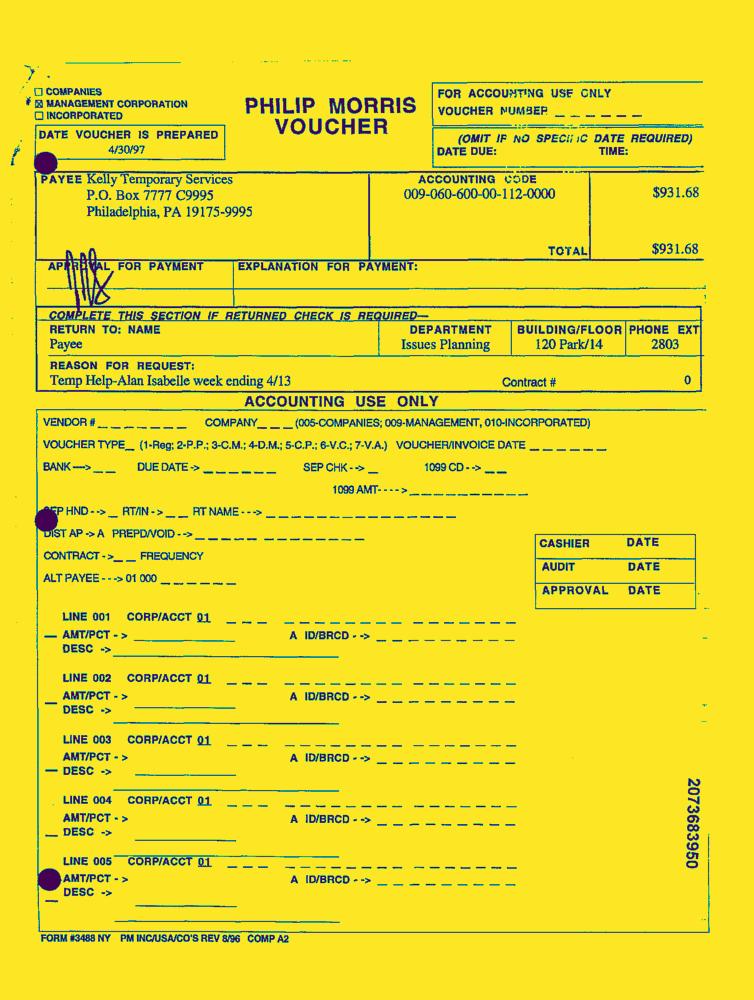 ☐ COMPANIES
☒ MANAGEMENT CORPORATION
☐ INCORPORATED
PHILIP MORRIS
VOUCHER
FOR ACCOUNTING USE ONLY
VOUCHER NUMBER _ _ _ _ _ _
DATE VOUCHER IS PREPARED
4/30/97
(OMIT IF NO SPECIFIC DATE REQUIRED)
DATE DUE: TIME:
PAYEE Kelly Temporary Services
P.O. Box 7777 C9995
Philadelphia, PA 19175-9995
ACCOUNTING CODE
009-060-600-00-112-0000 $931.68
TOTAL $931.68
APPROVAL FOR PAYMENT EXPLANATION FOR PAYMENT:
COMPLETE THIS SECTION IF RETURNED CHECK IS REQUIRED—
RETURN TO: NAME DEPARTMENT BUILDING/FLOOR PHONE EXT
Payee Issues Planning 120 Park/14 2803
REASON FOR REQUEST:
Temp Help-Alan Isabelle week ending 4/13 Contract # 0
ACCOUNTING USE ONLY
VENDOR # _ _ _ _ _ _ _ COMPANY _ _ _ (005-COMPANIES; 009-MANAGEMENT, 010-INCORPORATED)
VOUCHER TYPE _ (1-Reg; 2-P.P.; 3-C.M.; 4-D.M.; 5-C.P.; 6-V.C.; 7-V.A.) VOUCHER/INVOICE DATE _ _ _ _ _ _
BANK --> _ _ DUE DATE -> _ _ _ _ _ _ SEP CHK --> _ 1099 CD --> _ _
1099 AMT----> _ _ _ _ _ _ _ _ _ _
SEP HND --> _ RT/IN -> _ _ RT NAME ---> _ _ _ _ _ _ _ _ _ _ _ _ _ _ _ _
DIST AP -> A PREPD/VOID --> _ _ _ _ _ _ _ _ _ _ _ _ _ _
CONTRACT -> _ _ FREQUENCY
ALT PAYEE ---> 01 000 _ _ _ _ _ _
CASHIER DATE
AUDIT DATE
APPROVAL DATE
LINE 001 CORP/ACCT 01 _ _ _ _ _ _ _ _ _ _ _ _ _ _ _
AMT/PCT -> A ID/BRCD --> _ _ _ _ _ _ _ _ _
DESC ->
LINE 002 CORP/ACCT 01 _ _ _ _ _ _ _ _ _ _ _ _ _ _ _
AMT/PCT -> A ID/BRCD --> _ _ _ _ _ _ _ _ _
DESC ->
LINE 003 CORP/ACCT 01 _ _ _ _ _ _ _ _ _ _ _ _ _ _ _
AMT/PCT -> A ID/BRCD --> _ _ _ _ _ _ _ _ _
DESC ->
LINE 004 CORP/ACCT 01 _ _ _ _ _ _ _ _ _ _ _ _ _ _ _
AMT/PCT -> A ID/BRCD --> _ _ _ _ _ _ _ _ _
DESC ->
LINE 005 CORP/ACCT 01 _ _ _ _ _ _ _ _ _ _ _ _ _ _ _
AMT/PCT -> A ID/BRCD --> _ _ _ _ _ _ _ _ _
DESC ->
2073683950
FORM #3488 NY PM INC/USA/CO'S REV 8/96 COMP A2